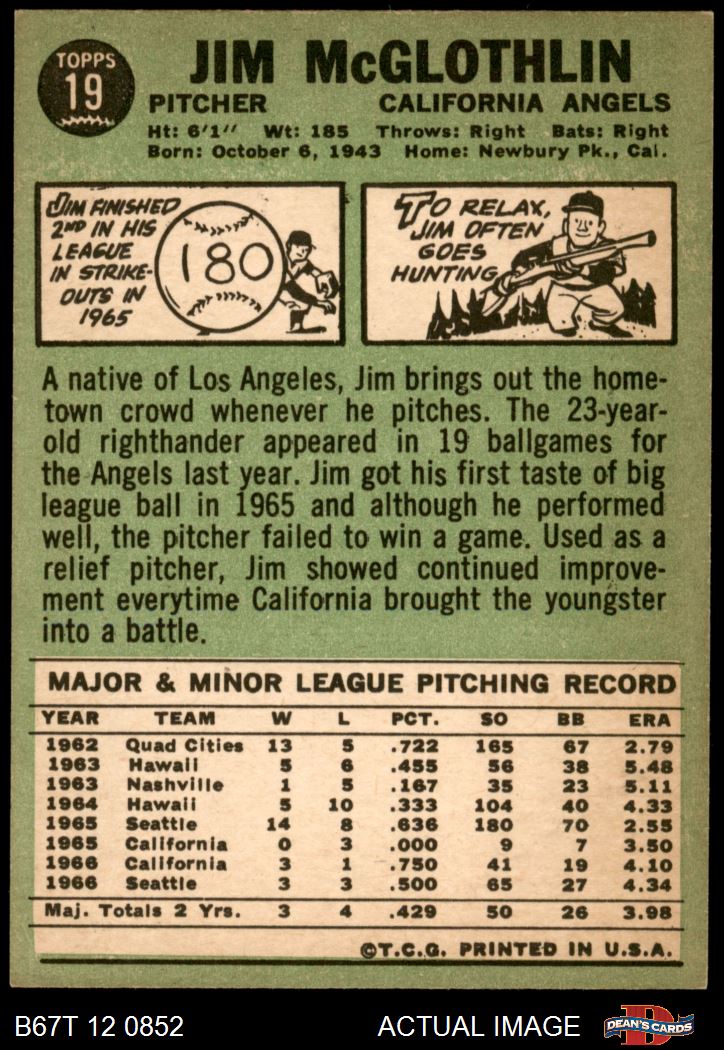 TOPPS
19
JIM McGLOTHLIN
PITCHER CALIFORNIA ANGELS
Ht: 6'1" Wt: 185 Throws: Right Bats: Right
Born: October 6, 1943 Home: Newbury Pk., Cal.
JIM FINISHED
2ND IN HIS
LEAGUE
IN STRIKE-
OUTS IN
1965
180
TO RELAX,
JIM OFTEN
GOES
HUNTING
A native of Los Angeles, Jim brings out the home-
town crowd whenever he pitches. The 23-year-
old righthander appeared in 19 ballgames for
the Angels last year. Jim got his first taste of big
league ball in 1965 and although he performed
well, the pitcher failed to win a game. Used as a
relief pitcher, Jim showed continued improve-
ment everytime California brought the youngster
into a battle.
MAJOR & MINOR LEAGUE PITCHING RECORD
YEAR TEAM W L PCT. SO BB ERA
1962 Quad Cities 13 5 .722 165 67 2.79
1963 Hawaii 5 6 .455 56 38 5.48
1963 Nashville 1 5 .167 35 23 5.11
1964 Hawaii 5 10 .333 104 40 4.33
1965 Seattle 14 8 .636 180 70 2.55
1965 California 0 3 .000 9 7 3.50
1966 California 3 1 .750 41 19 4.10
1966 Seattle 3 3 .500 65 27 4.34
Maj. Totals 2 Yrs. 3 4 .429 50 26 3.98
©T.C.G. PRINTED IN U.S.A.
B67T 12 0852 ACTUAL IMAGE
D
DEAN'S CARDS